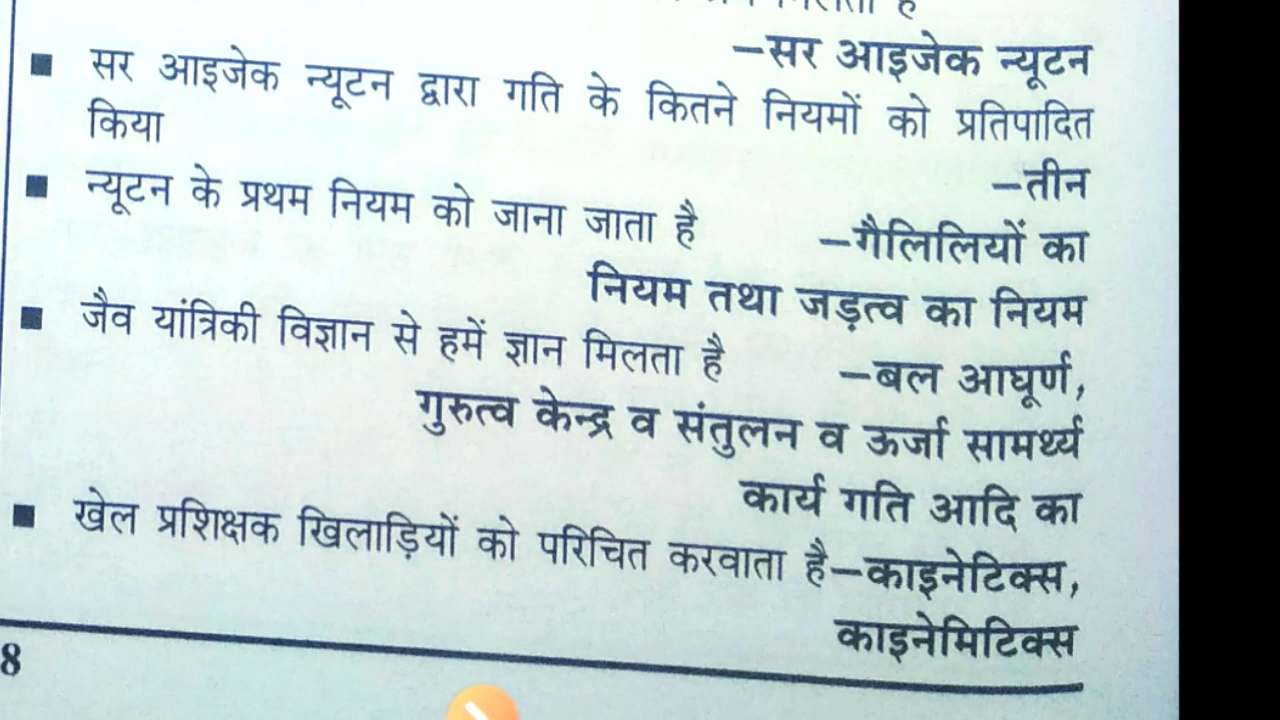 है
–सर आइजेक न्यूटन
■ सर आइजेक न्यूटन द्वारा गति के कितने नियमों को प्रतिपादित
किया
–तीन
■ न्यूटन के प्रथम नियम को जाना जाता है –गैलिलियों का
नियम तथा जड़त्व का नियम
■ जैव यांत्रिकी विज्ञान से हमें ज्ञान मिलता है –बल आघूर्ण,
गुरुत्व केन्द्र व संतुलन व ऊर्जा सामर्थ्य
कार्य गति आदि का
■ खेल प्रशिक्षक खिलाड़ियों को परिचित करवाता है–काइनेटिक्स,
काइनेमिटिक्स
8